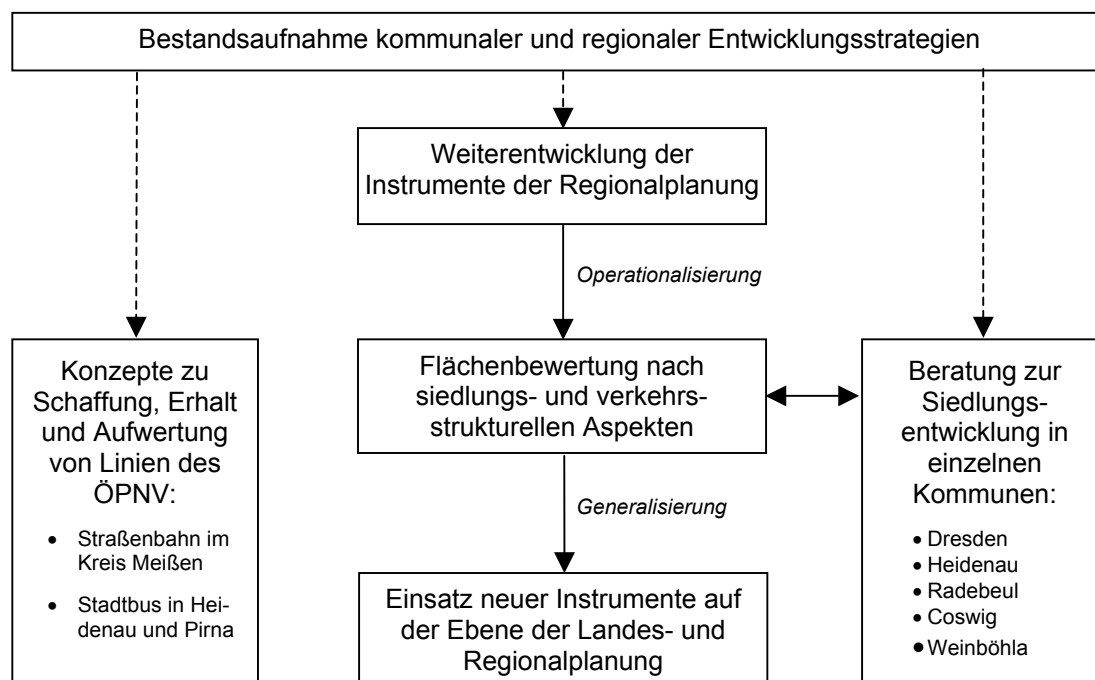 Bestandsaufnahme kommunaler und regionaler Entwicklungsstrategien
Weiterentwicklung der
Instrumente der Regionalplanung
Operationalisierung
Konzepte zu
Schaffung, Erhalt
und Aufwertung
von Linien des
ÖPNV:
• Straßenbahn im
Kreis Meißen
• Stadtbus in Hei-
denau und Pirna
Flächenbewertung nach
siedlungs- und verkehrs-
strukturellen Aspekten
Generalisierung
Einsatz neuer Instrumente auf
der Ebene der Landes- und
Regionalplanung
Beratung zur
Siedlungs-
entwicklung in
einzelnen
Kommunen:
• Dresden
• Heidenau
• Radebeul
• Coswig
• Weinböhla